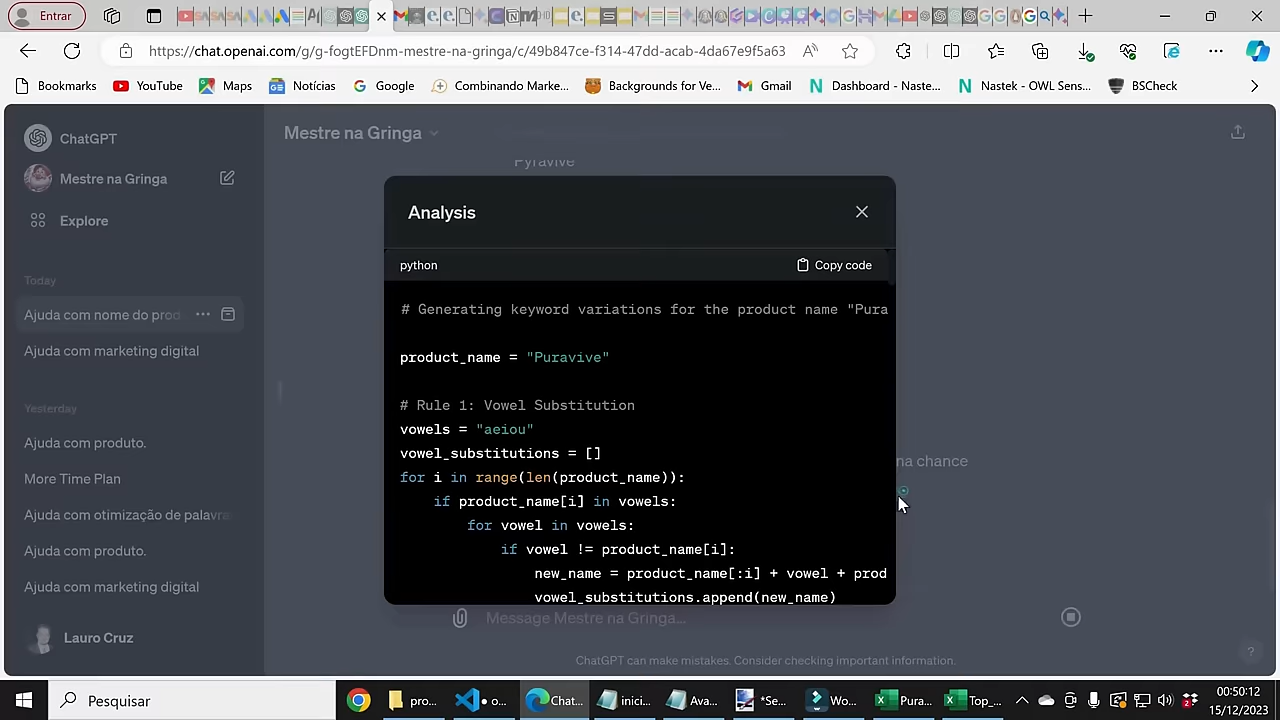 Entrar
https://chat.openai.com/g/g-fogtEFDnm-mestre-na-gringa/c/49b847ce-f314-47dd-acab-4da67e9f5a63
Bookmarks YouTube Maps Notícias Googl Combinando Marke... Backgrounds for Ve... Gmail Dashboard - Naste... Nastek - OWL Sens... BSCheck
ChatGPT
Mestre na Gringa
Explore
Today
Ajuda com nome do prod
Ajuda com marketing digital
Yesterday
Ajuda com produto.
More Time Plan
Ajuda com otimização de palavra
Ajuda com produto.
Ajuda com marketing digital
Lauro Cruz
Mestre na Gringa
Pyravive
Analysis
python Copy code
# Generating keyword variations for the product name "Pura
product_name = "Puravive"
# Rule 1: Vowel Substitution
vowels = "aeiou"
vowel_substitutions = []
for i in range(len(product_name)):
if product_name[i] in vowels:
for vowel in vowels:
if vowel != product_name[i]:
new_name = product_name[:i] + vowel + prod
vowel_substitutions.append(new_name)
na chance
Message Mestre na Gringa...
ChatGPT can make mistakes. Consider checking important information.
?
Pesquisar
pro... o... Chat... inici... Ava... *Se... Wo... Pura... Top_...
00:50:12
15/12/2023